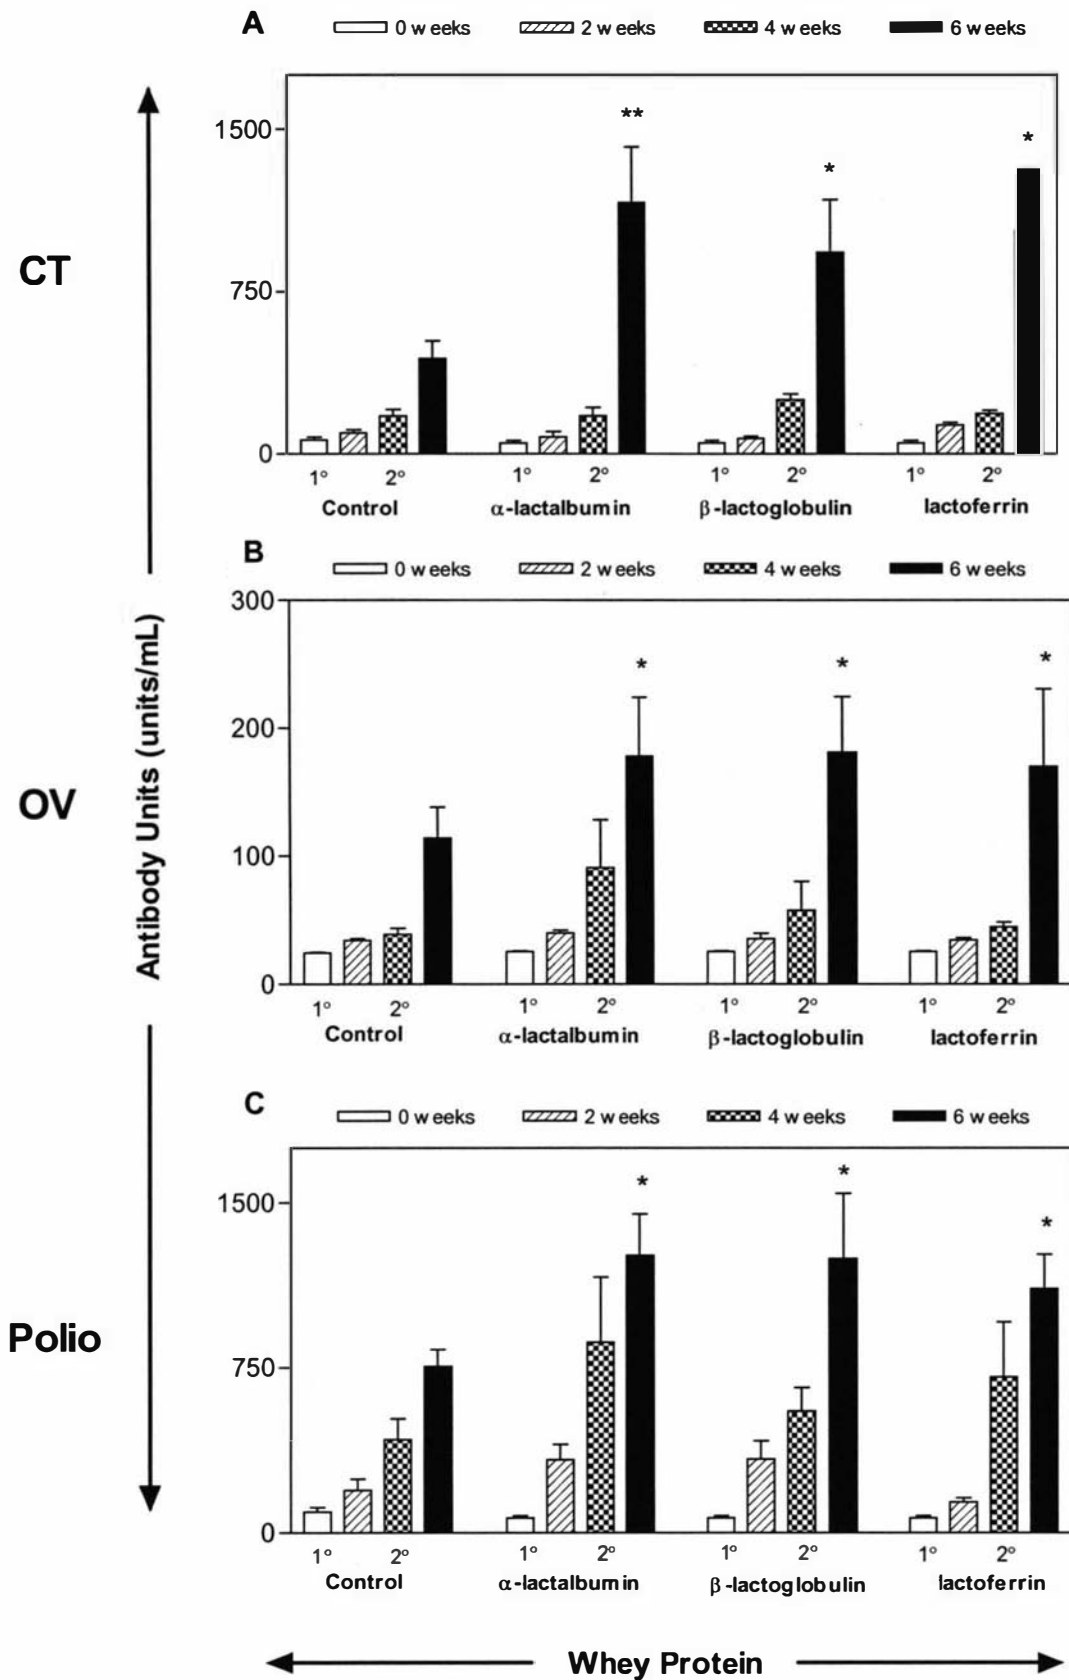 A
0 weeks 2 weeks 4 weeks 6 weeks
CT
1500
750
0
** * *
1° 2° 1° 2° 1° 2° 1° 2°
Control α-lactalbumin β-lactoglobulin lactoferrin
B
0 weeks 2 weeks 4 weeks 6 weeks
OV
Antibody Units (units/mL)
300
200
100
0
* * *
1° 2° 1° 2° 1° 2° 1° 2°
Control α-lactalbumin β-lactoglobulin lactoferrin
C
0 weeks 2 weeks 4 weeks 6 weeks
Polio
1500
750
0
* * *
1° 2° 1° 2° 1° 2° 1° 2°
Control α-lactalbumin β-lactoglobulin lactoferrin
Whey Protein